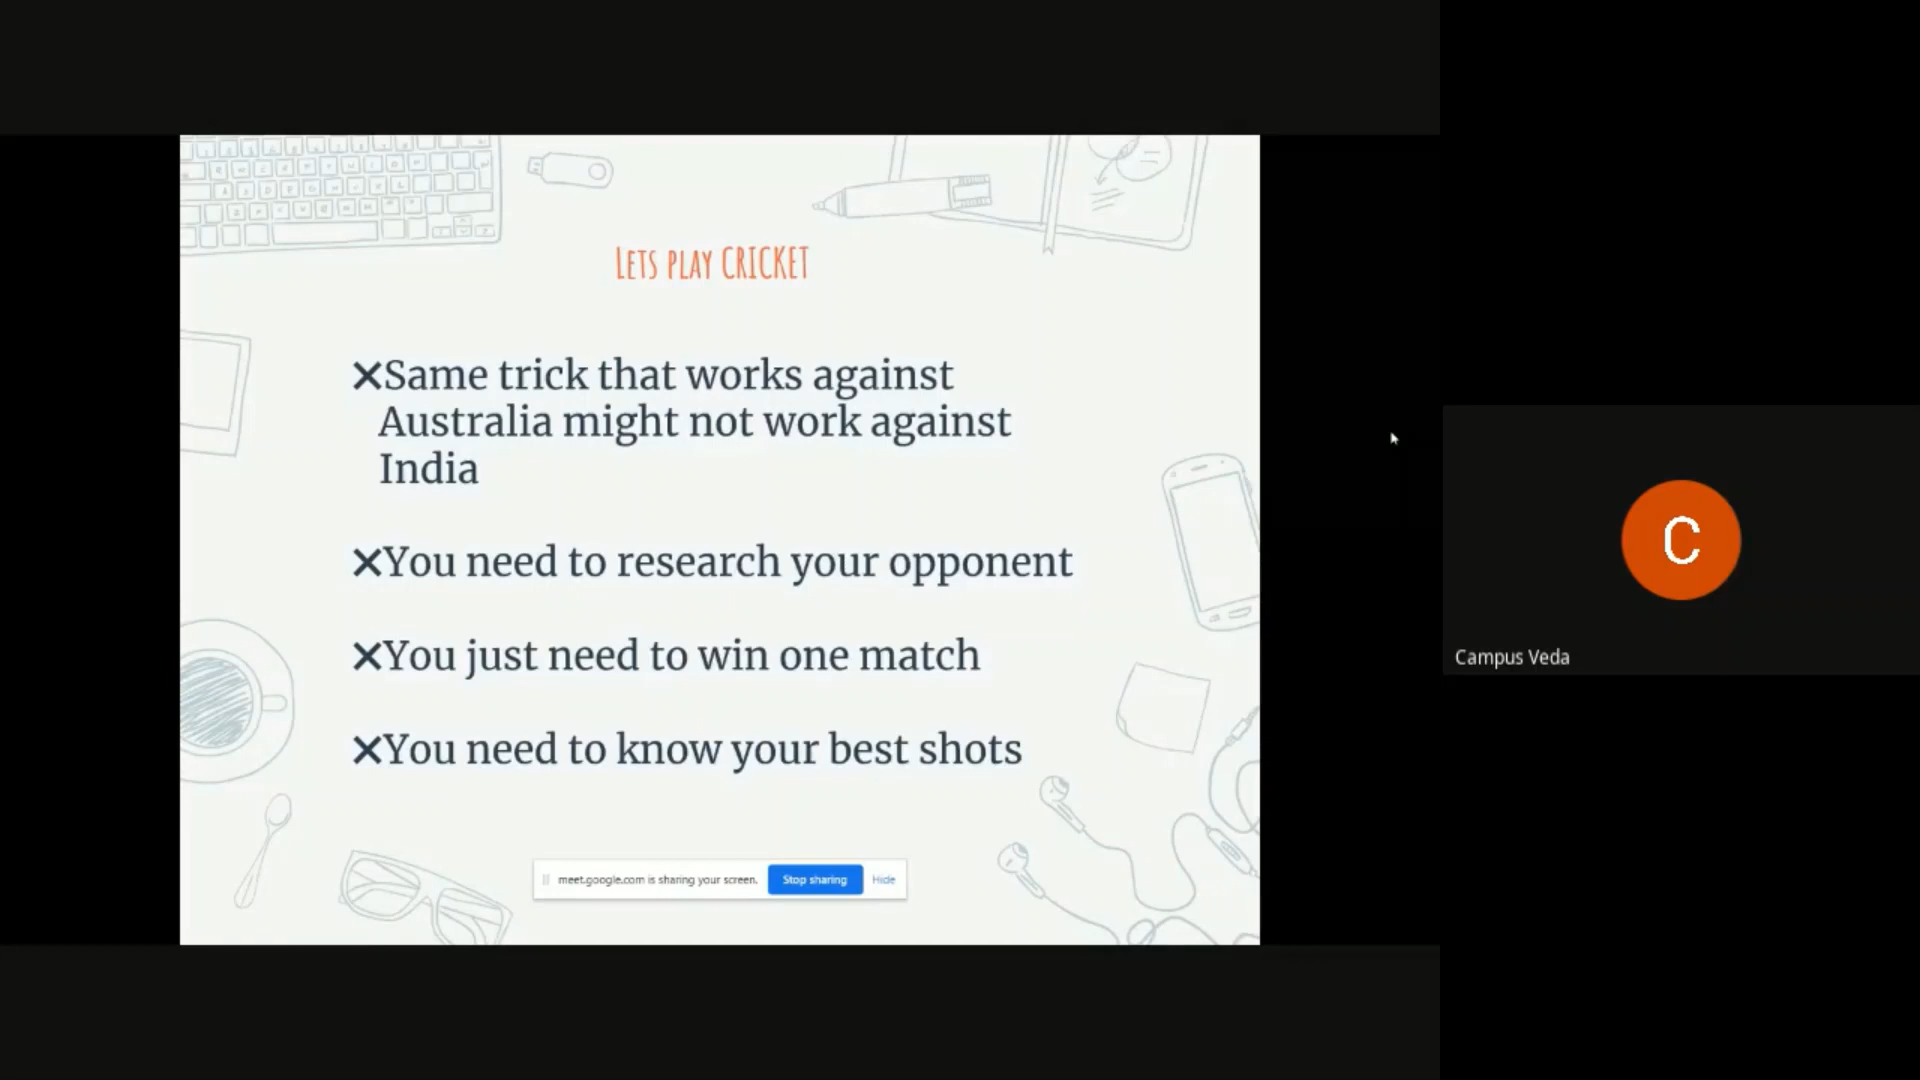 Lets play CRICKET
❌Same trick that works against
Australia might not work against
India
❌You need to research your opponent
❌You just need to win one match
❌You need to know your best shots
meet.google.com is sharing your screen. Stop sharing Hide
C
Campus Veda